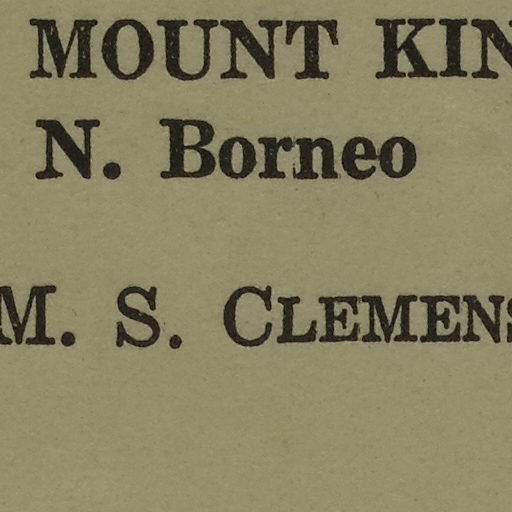 MOUNT KIN
N. Borneo
M. S. CLEMENS